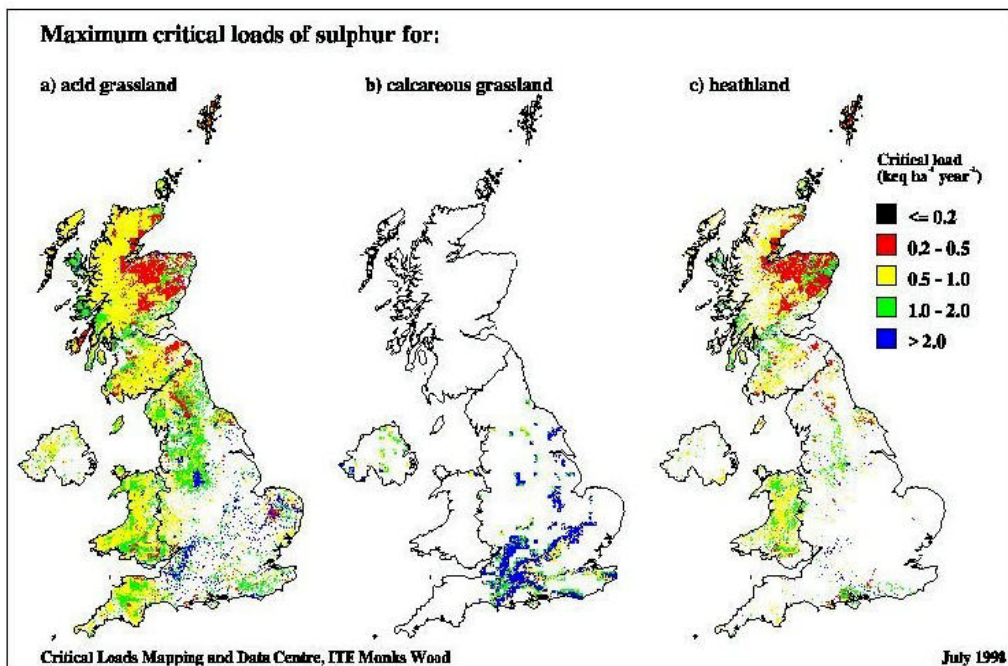 Maximum critical loads of sulphur for:
a) acid grassland
b) calcareous grassland
c) heathland
Critical load
(keq ha⁻¹ year⁻¹)
<= 0.2
0.2 - 0.5
0.5 - 1.0
1.0 - 2.0
> 2.0
Critical Loads Mapping and Data Centre, ITE Monks Wood
July 1998